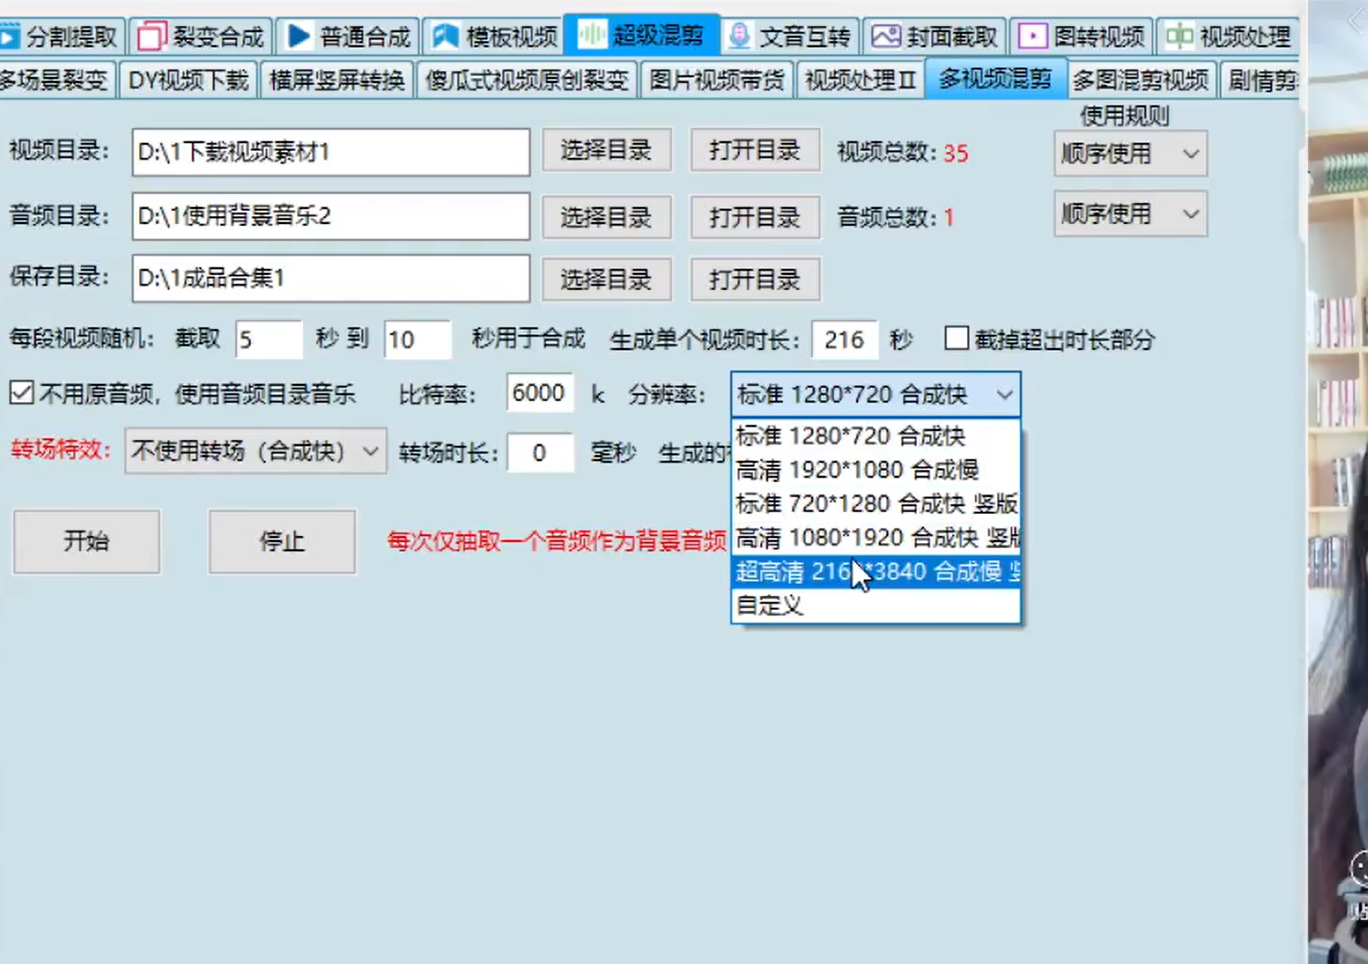 分割提取 裂变合成 普通合成 模板视频 超级混剪 文音互转 封面截取 图转视频 视频处理
多场景裂变 DY视频下载 横屏竖屏转换 傻瓜式视频原创裂变 图片视频带货 视频处理II 多视频混剪 多图混剪视频 剧情剪
使用规则
视频目录: D:\1下载视频素材1 选择目录 打开目录 视频总数: 35 顺序使用
音频目录: D:\1使用背景音乐2 选择目录 打开目录 音频总数: 1 顺序使用
保存目录: D:\1成品合集1 选择目录 打开目录
每段视频随机: 截取 5 秒 到 10 秒用于合成 生成单个视频时长: 216 秒 截掉超出时长部分
不用原音频，使用音频目录音乐 比特率: 6000 k 分辨率: 标准 1280*720 合成快
转场特效: 不使用转场（合成快） 转场时长: 0 毫秒 生成的
标准 1280*720 合成快
高清 1920*1080 合成慢
标准 720*1280 合成快 竖版
高清 1080*1920 合成快 竖版
超高清 216 *3840 合成慢
自定义
开始 停止 每次仅抽取一个音频作为背景音频